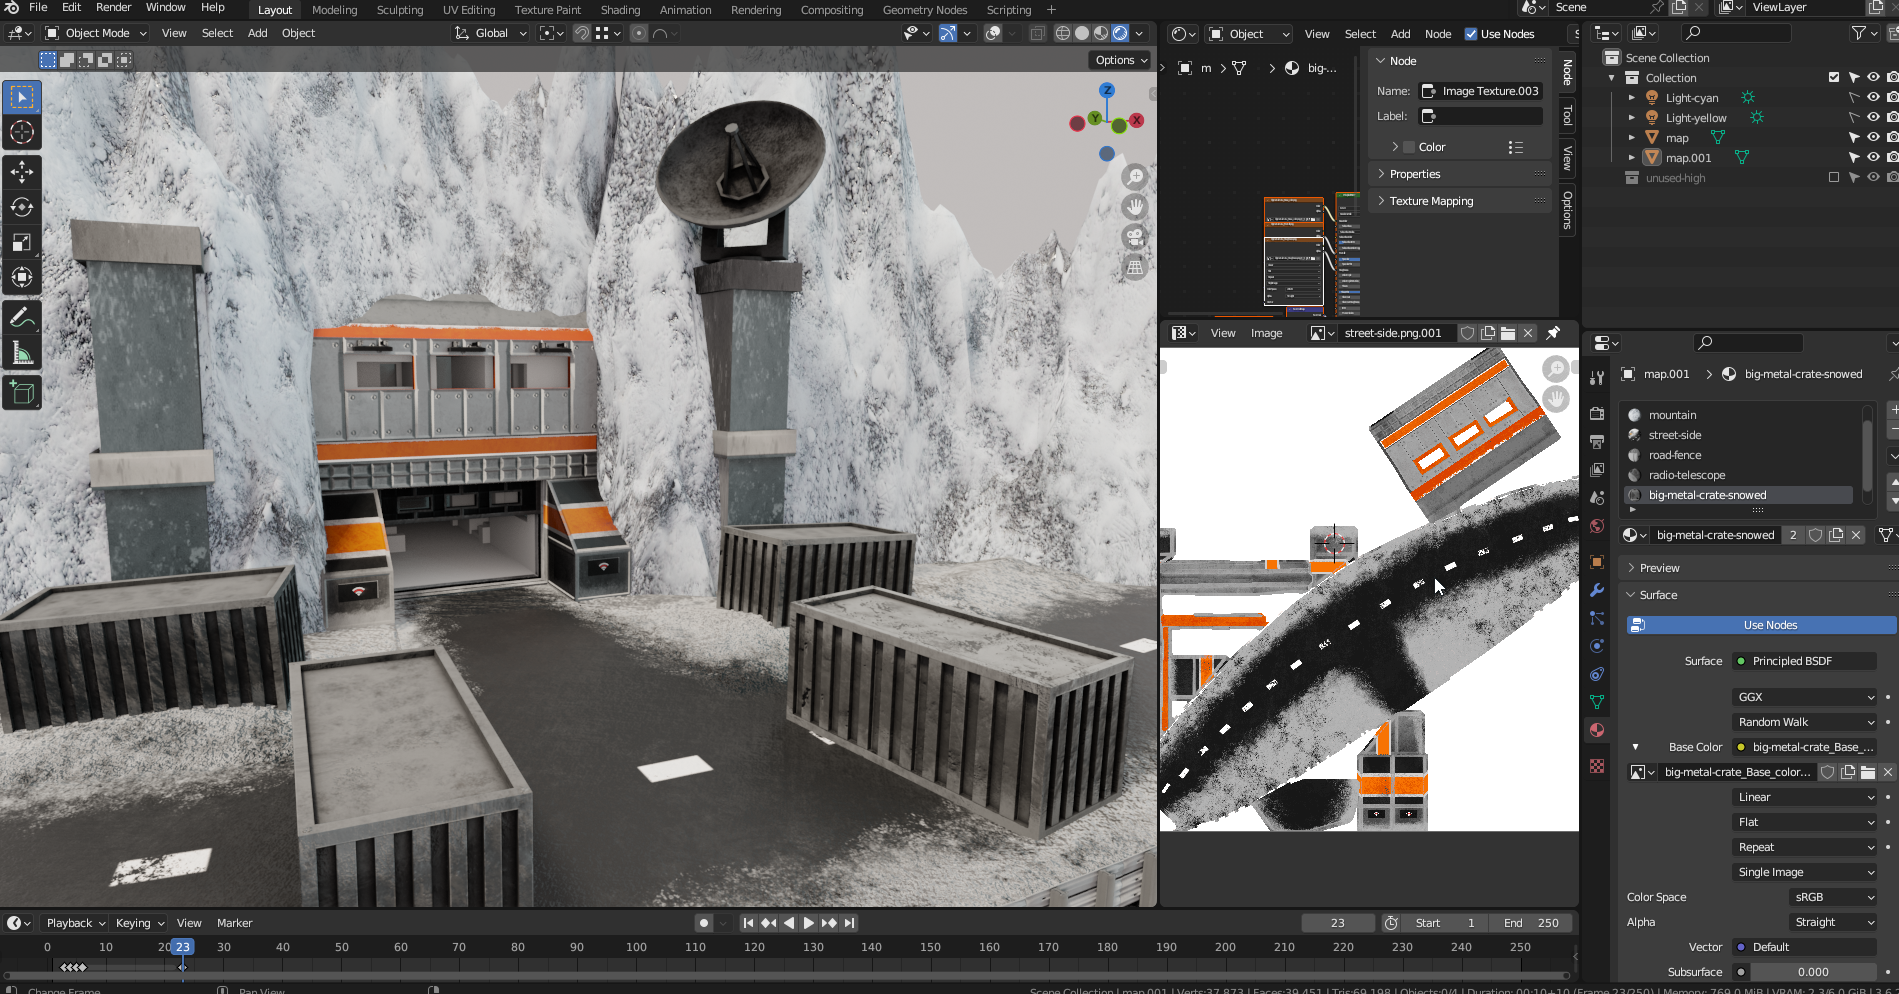 File Edit Render Window Help Layout Modeling Sculpting UV Editing Texture Paint Shading Animation Rendering Compositing Geometry Nodes Scripting + Scene ViewLayer
Object Mode View Select Add Object Global
Object View Select Add Node Use Nodes S
Options
Z
Y
X
m big-...
Node
Name: Image Texture.003
Label:
Color
Properties
Texture Mapping
Node
Tool
View
Options
Scene Collection
Collection
Light-cyan
Light-yellow
map
map.001
unused-high
View Image street-side.png.001
map.001 big-metal-crate-snowed
mountain
street-side
road-fence
radio-telescope
big-metal-crate-snowed
big-metal-crate-snowed 2
Preview
Surface
Use Nodes
Surface Principled BSDF
GGX
Random Walk
Base Color big-metal-crate_Base_...
big-metal-crate_Base_color...
Linear
Flat
Repeat
Single Image
Color Space sRGB
Alpha Straight
Vector Default
Subsurface 0.000
Playback Keying View Marker 23 Start 1 End 250
0 10 20 23 30 40 50 60 70 80 90 100 110 120 130 140 150 160 170 180 190 200 210 220 230 240 250
Change Frame Pan View Scene Collection | map.001 | Verts:37,873 | Faces:39,451 | Tris:69,198 | Objects:0/4 | Duration: 00:10+10 (Frame 23/250) | Memory: 769.0 MiB | VRAM: 2.3/6.0 GiB | 3.6